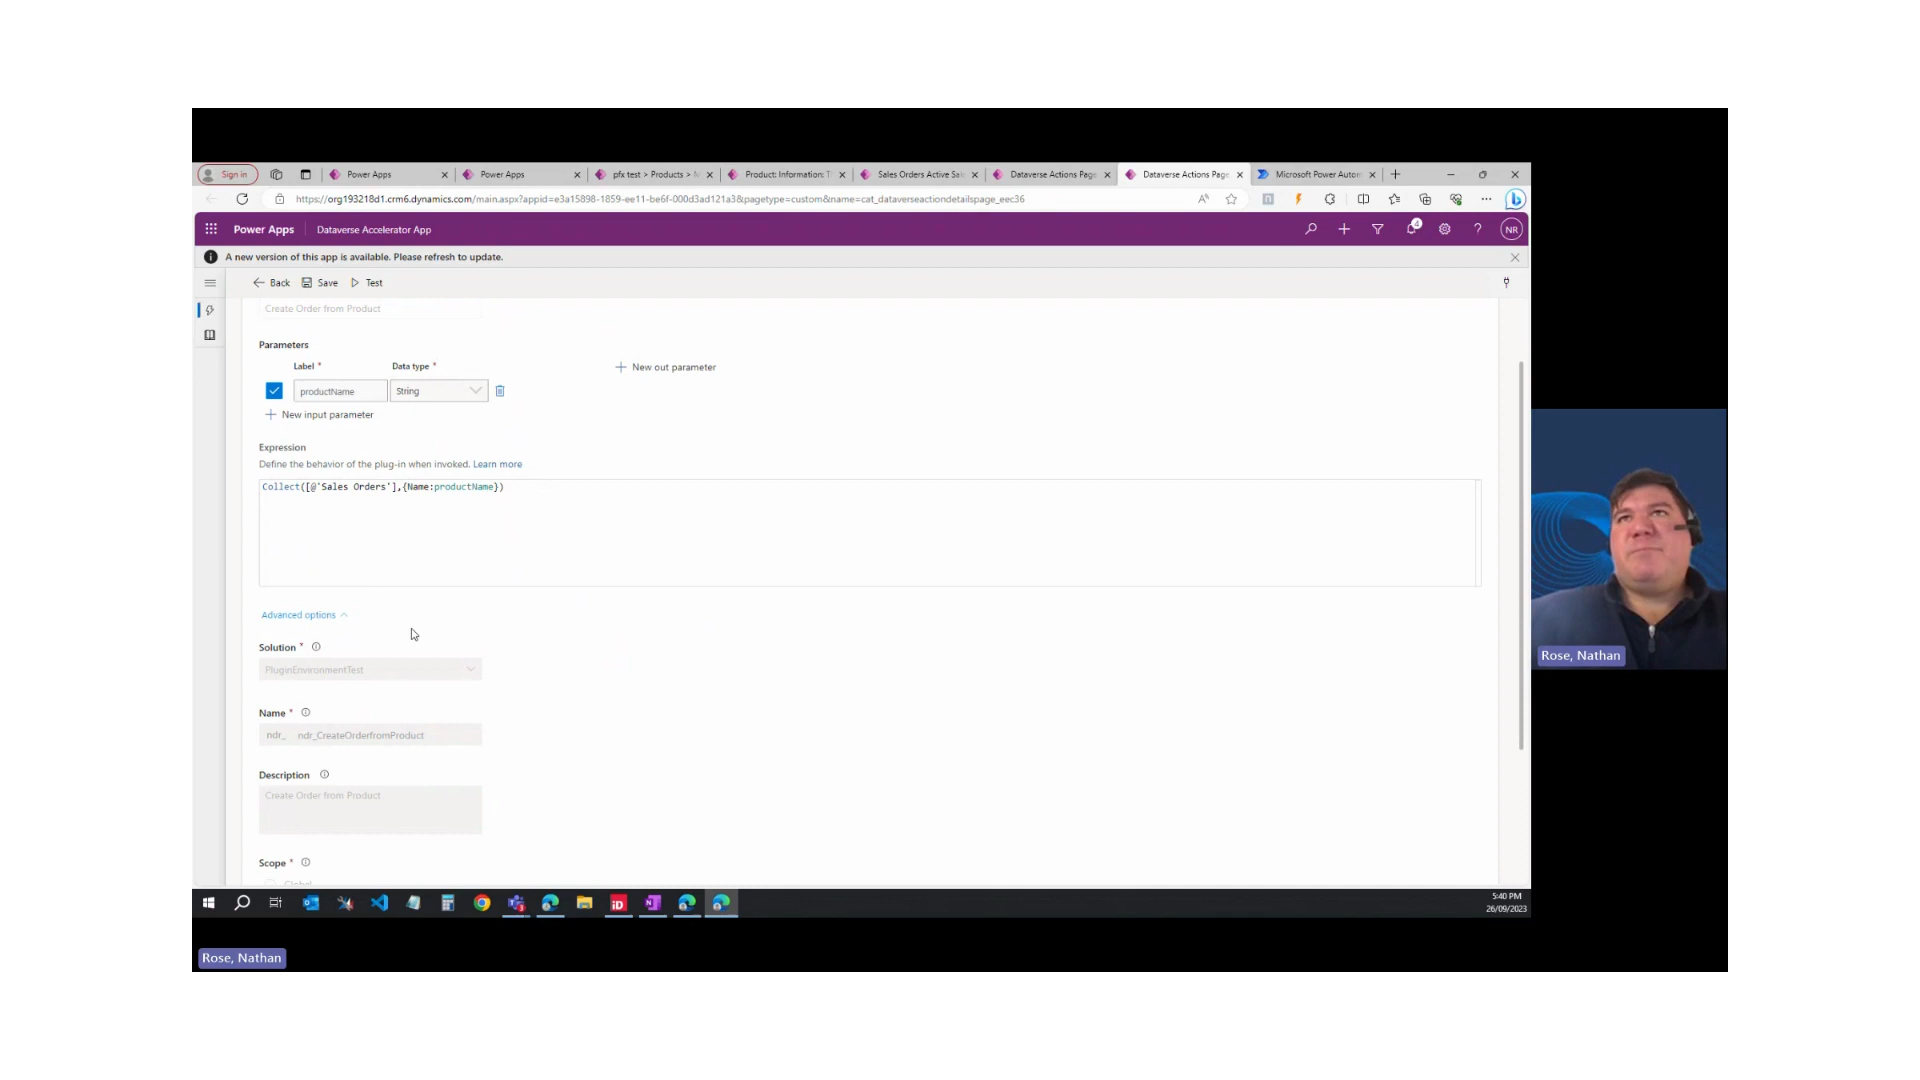 Sign in
Power Apps
Power Apps
pfx test > Products >
Product: Information:
Sales Orders Active
Dataverse Actions Page
Dataverse Actions Page
Microsoft Power Autom
https://org193218d1.crm6.dynamics.com/main.aspx?appid=e3a15898-1859-ee11-be6f-000d3ad121a3&pagetype=custom&name=cat_dataverseactiondetailspage_eec36
Power Apps
Dataverse Accelerator App
4
NR
A new version of this app is available. Please refresh to update.
Back
Save
Test
Create Order from Product
Parameters
Label *
Data type *
New out parameter
productName
String
New input parameter
Expression
Define the behavior of the plug-in when invoked. Learn more
Collect([@'Sales Orders'],{Name:productName})
Advanced options
Solution *
PluginEnvironmentTest
Name *
ndr_ ndr_CreateOrderfromProduct
Description
Create Order from Product
Scope *
Global
Rose, Nathan
iD
5:40 PM
26/09/2023
Rose, Nathan